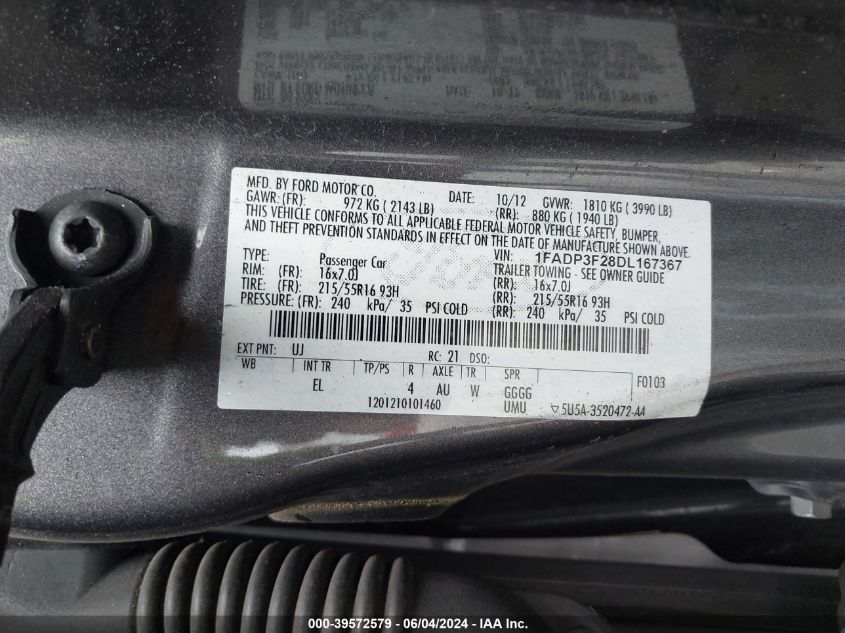 MFD. BY FORD MOTOR CO. DATE: 10/12 GVWR: 1810 KG ( 3990 LB)
GAWR:(FR): 972 KG ( 2143 LB) (RR): 880 KG ( 1940 LB)
THIS VEHICLE CONFORMS TO ALL APPLICABLE FEDERAL MOTOR VEHICLE SAFETY, BUMPER,
AND THEFT PREVENTION STANDARDS IN EFFECT ON THE DATE OF MANUFACTURE SHOWN ABOVE.
VIN: 1FADP3F28DL167367
TYPE: Passenger Car TRAILER TOWING - SEE OWNER GUIDE
RIM: (FR): 16x7.0J (RR): 16x7.0J
TIRE: (FR): 215/55R16 93H (RR): 215/55R16 93H
PRESSURE: (FR): 240 kPa/ 35 PSI COLD (RR): 240 kPa/ 35 PSI COLD
EXT PNT: UJ RC: 21 DSO:
WB INT TR TP/PS R AXLE TR SPR F0103
EL 4 AU W GGGG
1201210101460 UMU ▽5U5A-3520472-AA
000-39572579 - 06/04/2024 - IAA Inc.